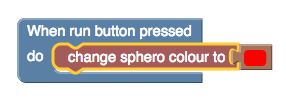 When run button pressed
do change sphero colour to